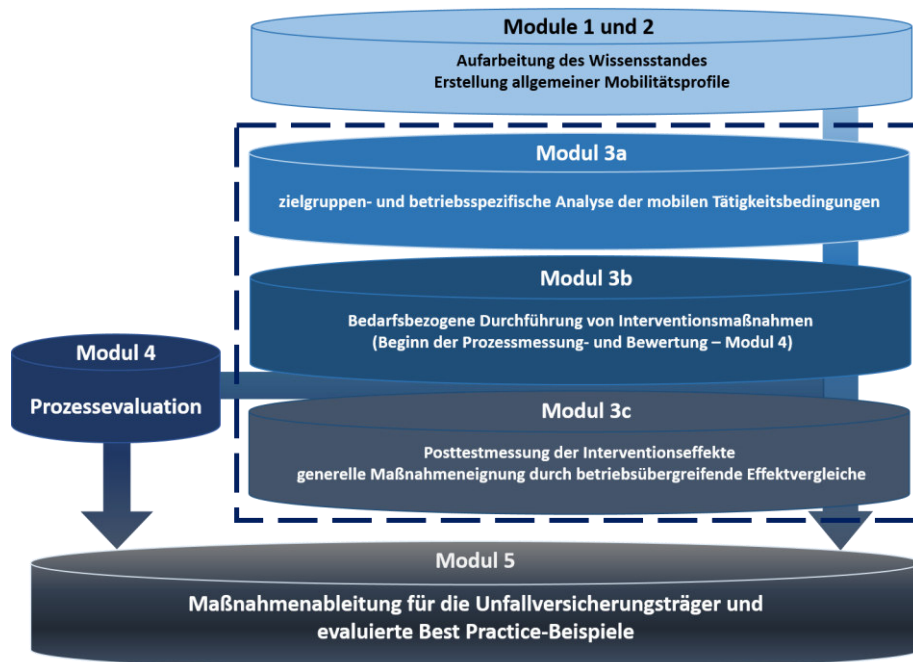 Module 1 und 2
Aufarbeitung des Wissensstandes
Erstellung allgemeiner Mobilitätsprofile
Modul 3a
zielgruppen- und betriebsspezifische Analyse der mobilen Tätigkeitsbedingungen
Modul 3b
Bedarfsbezogene Durchführung von Interventionsmaßnahmen
(Beginn der Prozessmessung- und Bewertung – Modul 4)
Modul 4
Prozessevaluation
Modul 3c
Posttestmessung der Interventionseffekte
generelle Maßnahmeneignung durch betriebsübergreifende Effektvergleiche
Modul 5
Maßnahmenableitung für die Unfallversicherungsträger und
evaluierte Best Practice-Beispiele